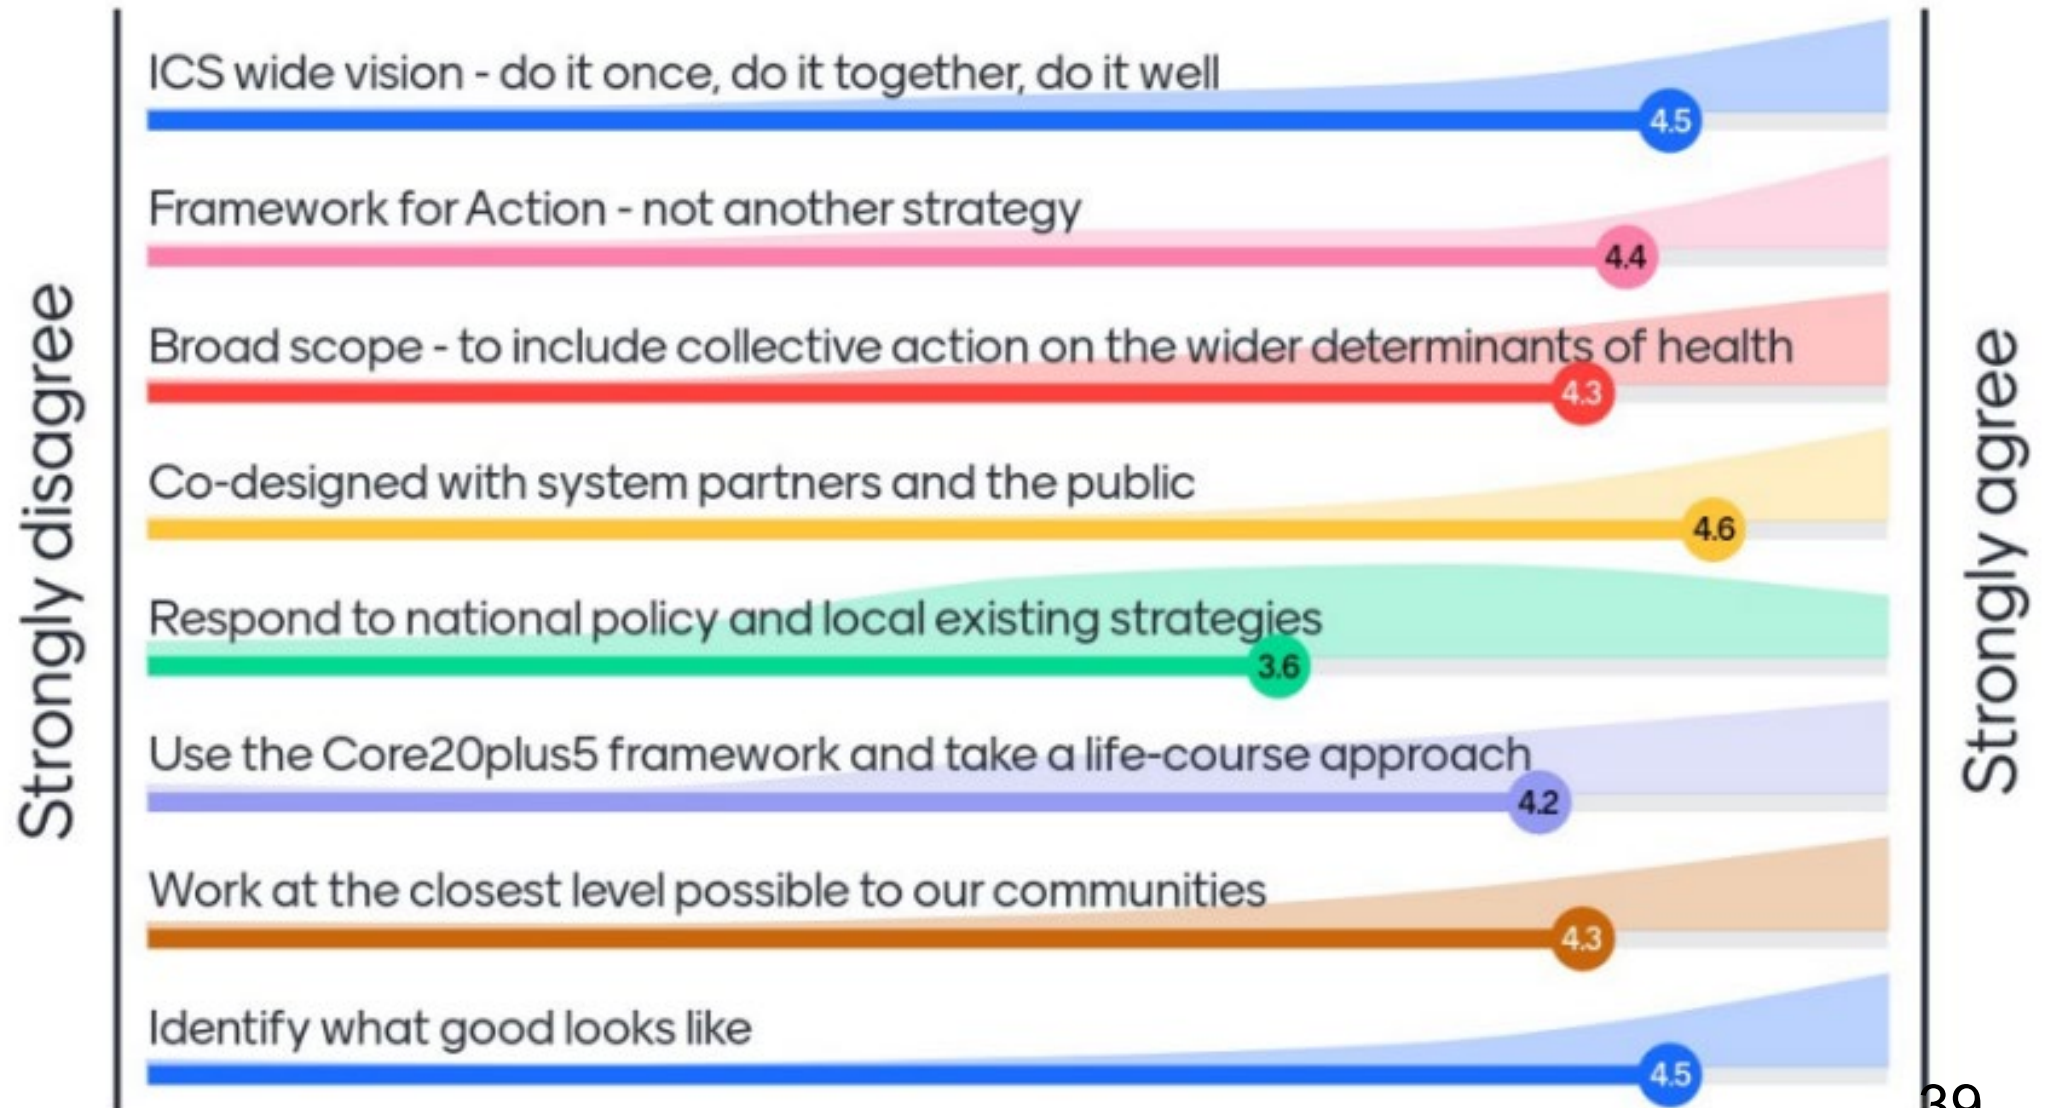 ICS wide vision - do it once, do it together, do it well
4.5
Framework for Action - not another strategy
4.4
Broad scope - to include collective action on the wider determinants of health
4.3
Co-designed with system partners and the public
4.6
Respond to national policy and local existing strategies
3.6
Use the Core20plus5 framework and take a life-course approach
4.2
Work at the closest level possible to our communities
4.3
Identify what good looks like
4.5
Strongly disagree
Strongly agree
39